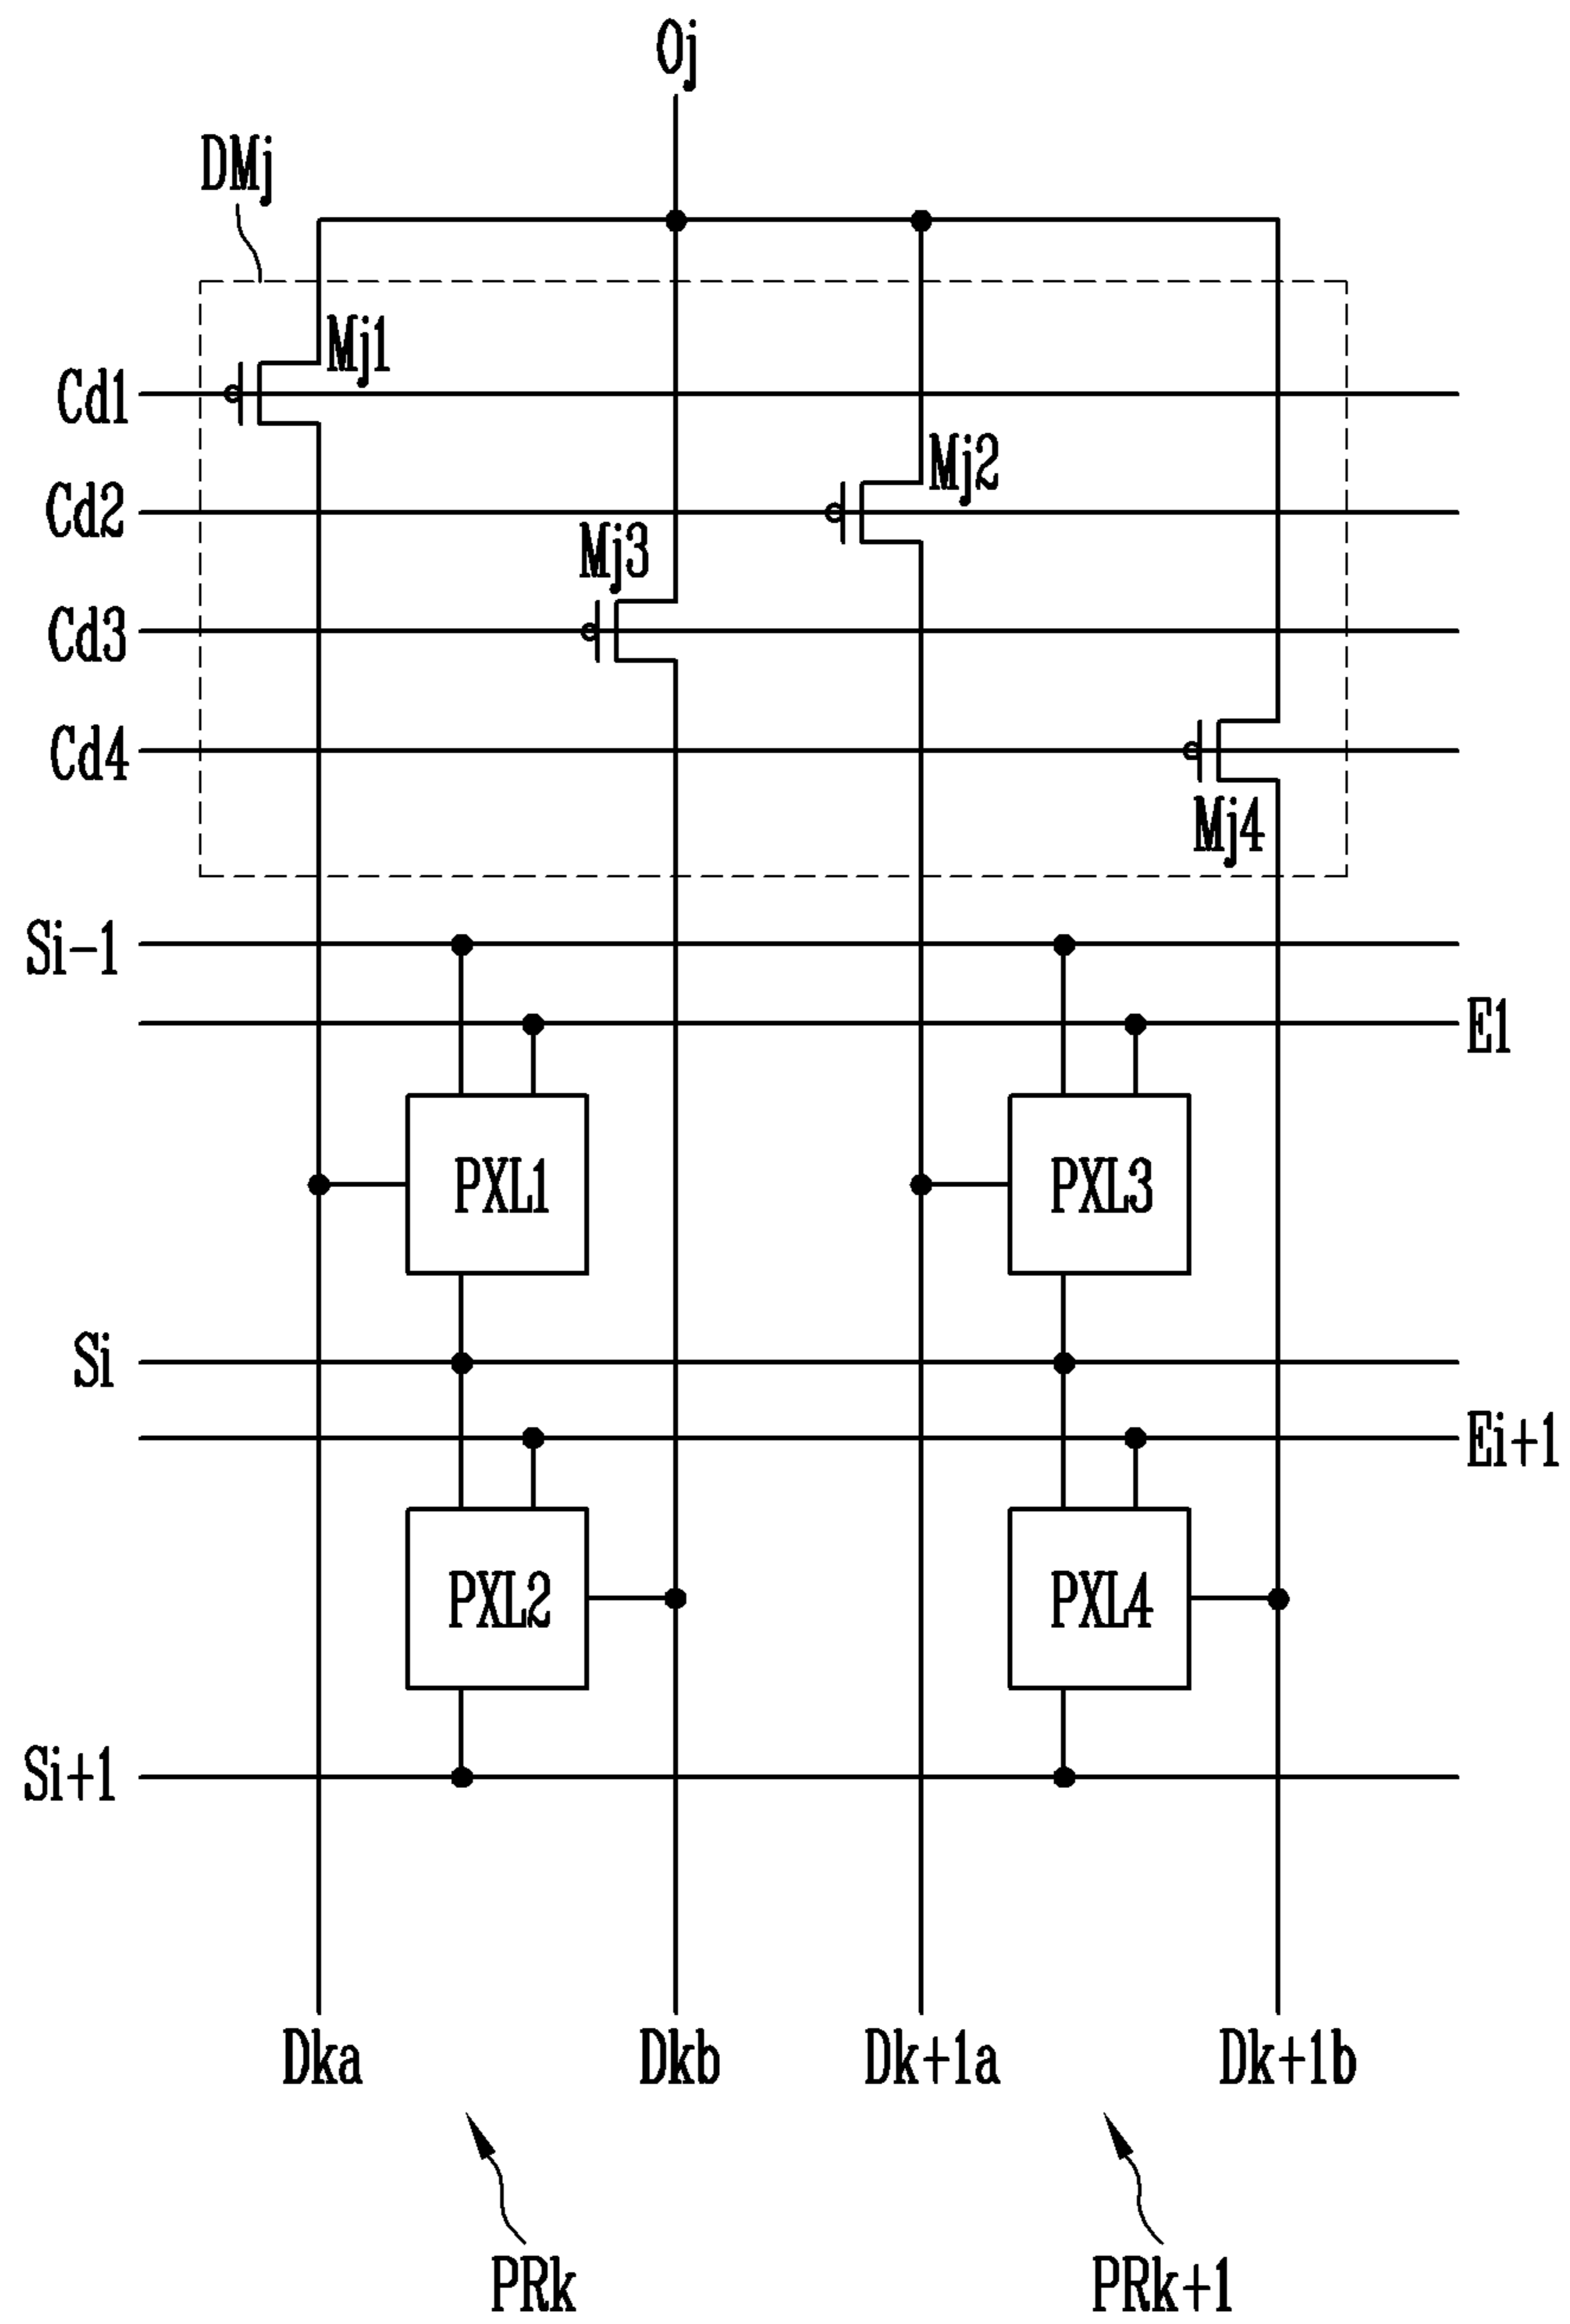 Oj
DMj
Mj1
Cd1
Mj2
Cd2
Mj3
Cd3
Cd4
Mj4
Si-1
E1
PXL1
PXL3
Si
Ei+1
PXL2
PXL4
Si+1
Dka
Dkb
Dk+1a
Dk+1b
PRk
PRk+1